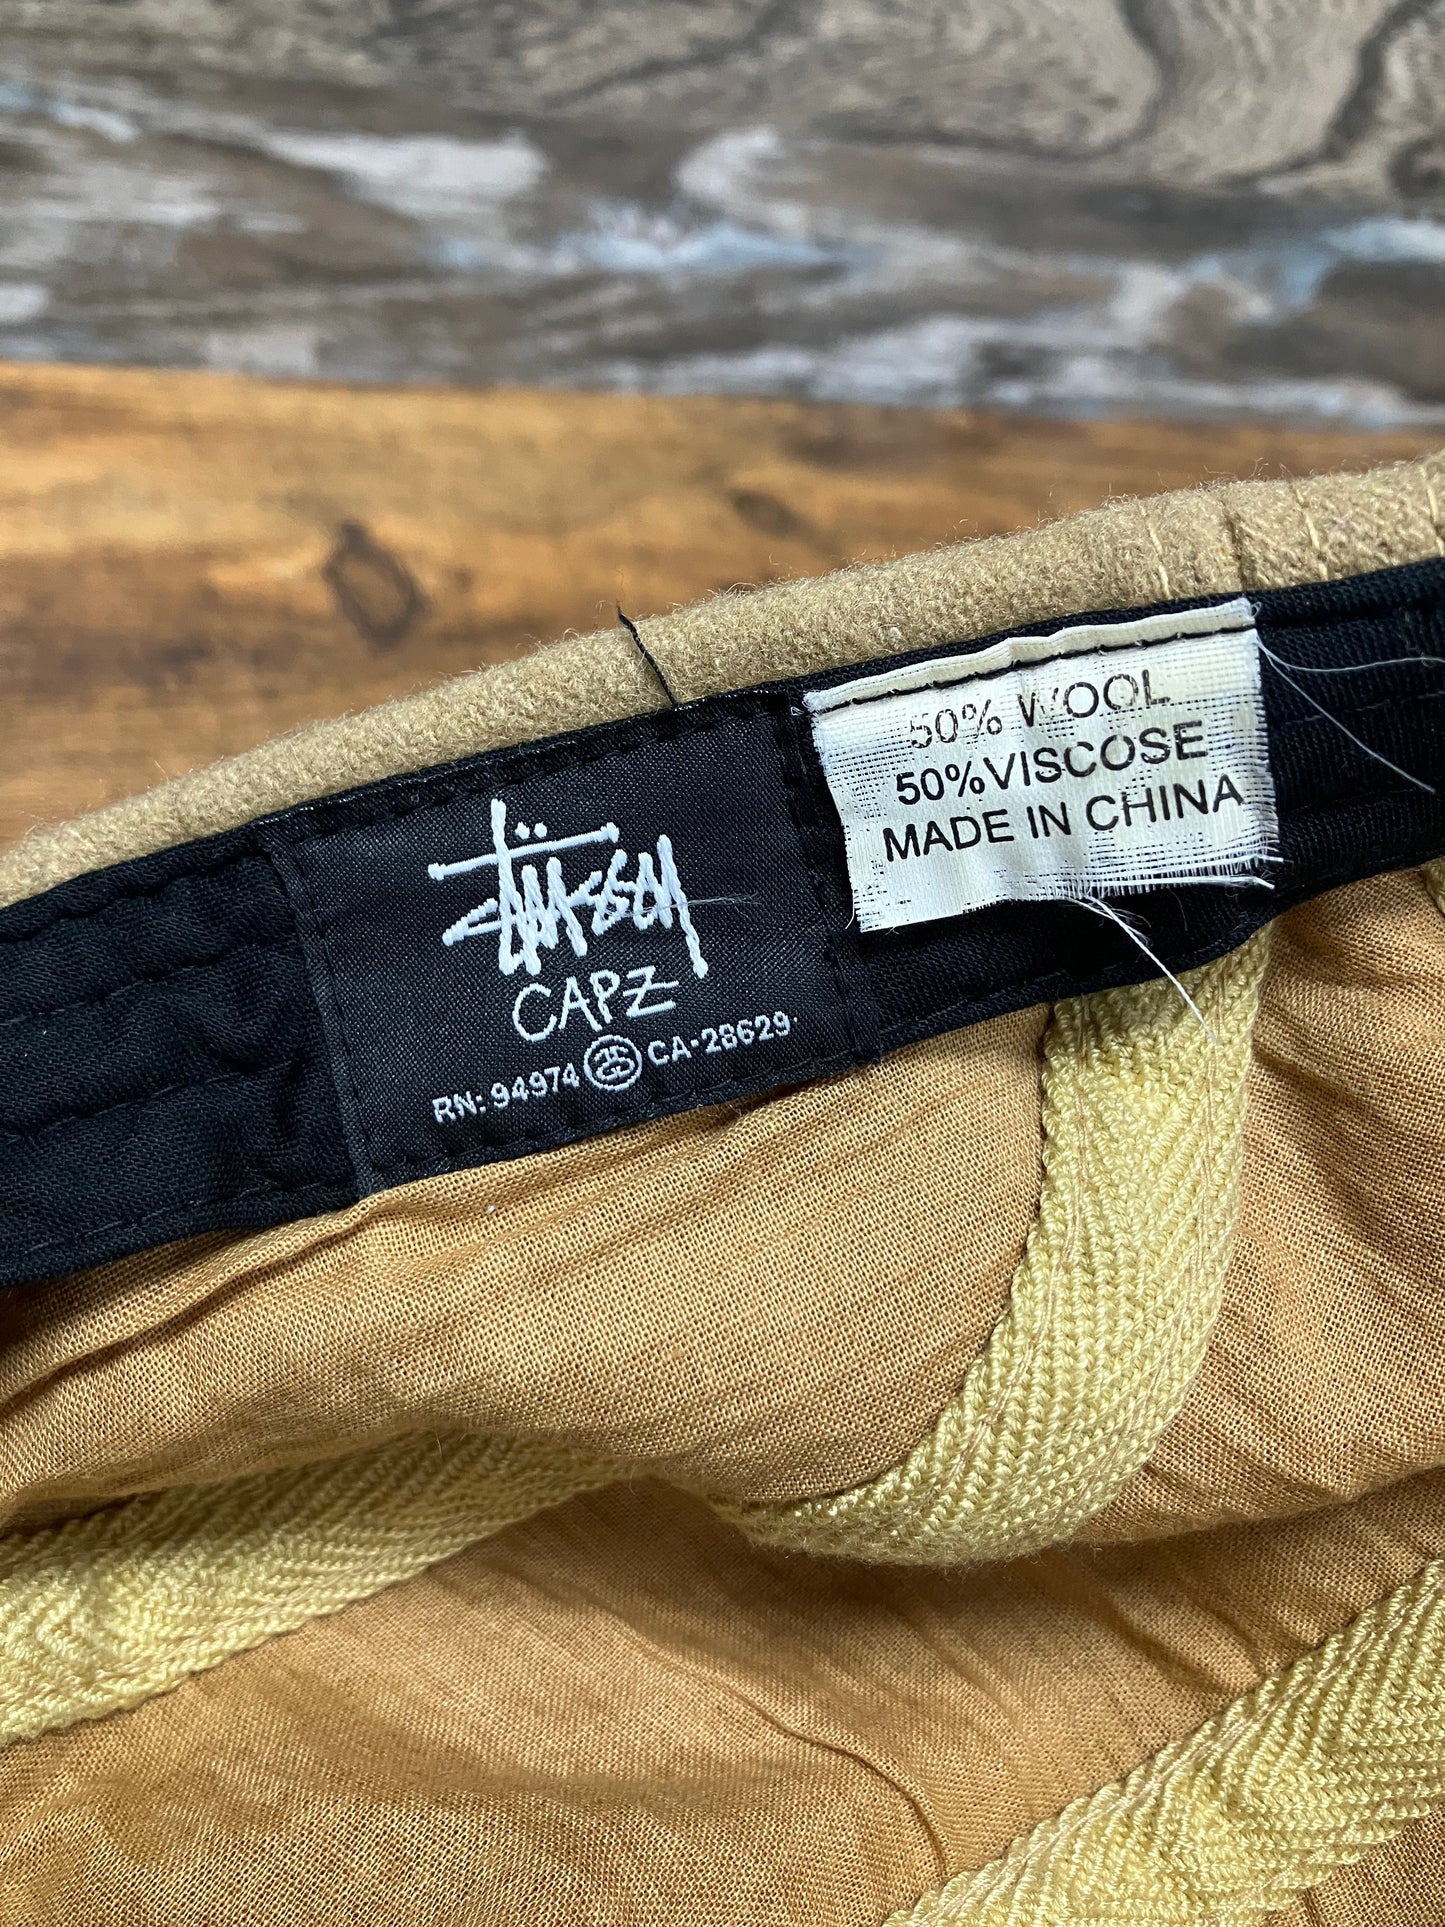 Stüssy
CAPZ
RN: 94974 CA-28629
50% WOOL
50%VISCOSE
MADE IN CHINA